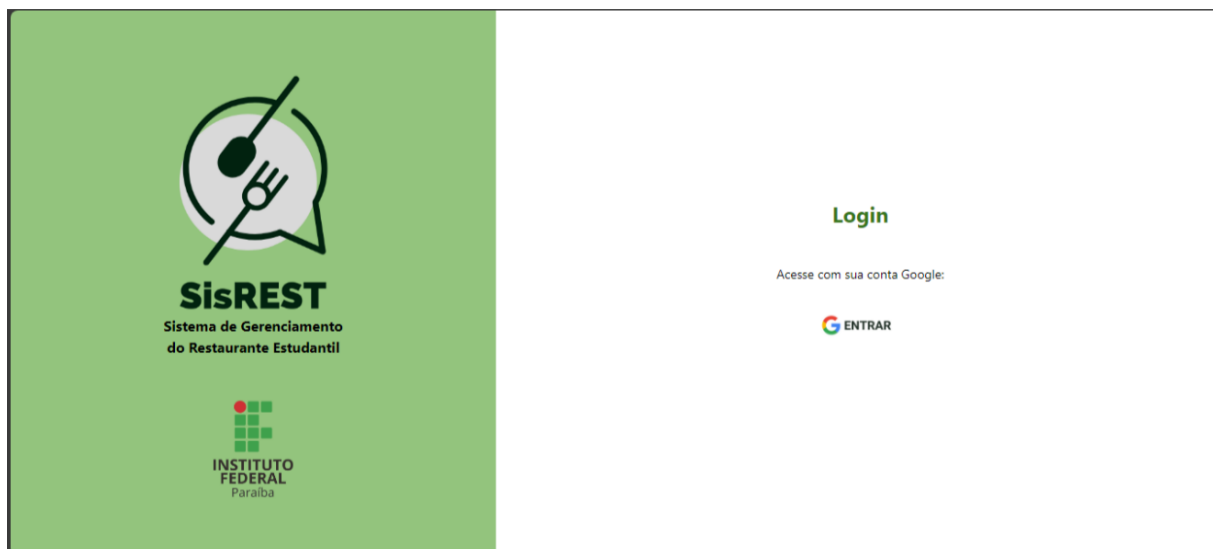 SisREST
Sistema de Gerenciamento
do Restaurante Estudantil
INSTITUTO
FEDERAL
Paraíba
Login
Acesse com sua conta Google:
ENTRAR